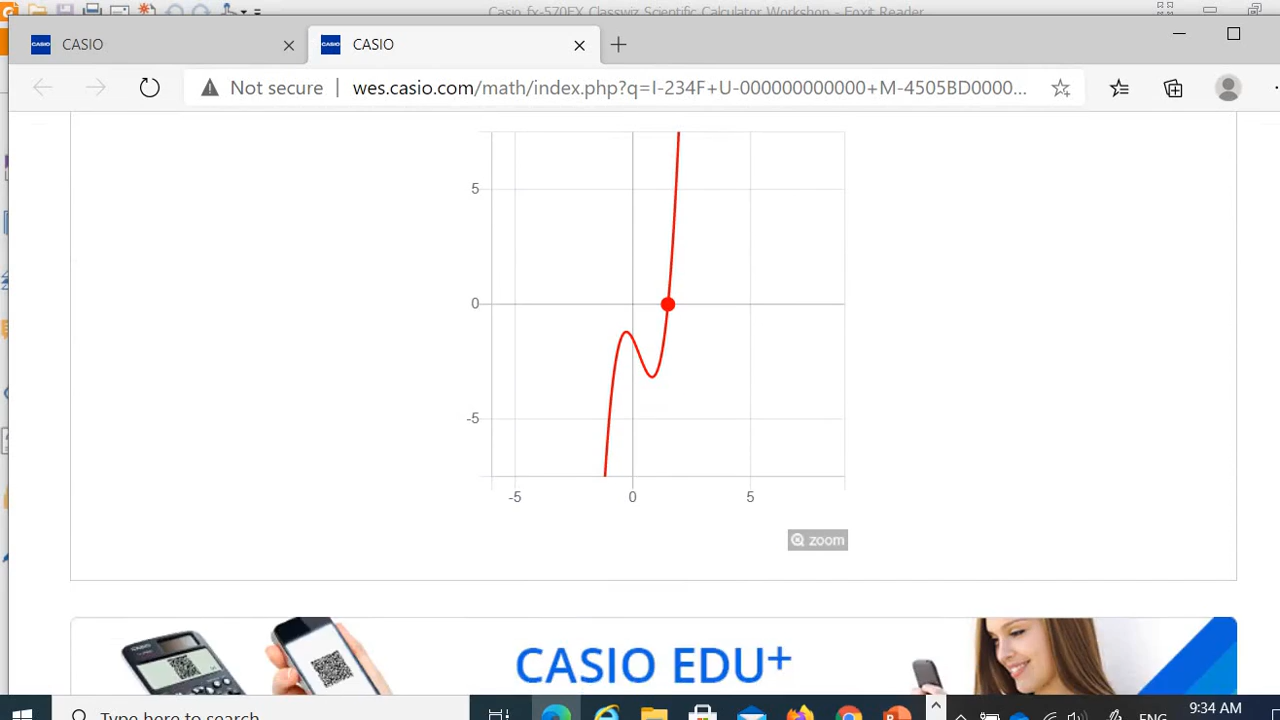 Casio fx-570EX Classwiz Scientific Calculator Workshop - Foxit Reader
CASIO CASIO
CASIO CASIO
Not secure wes.casio.com/math/index.php?q=I-234F+U-000000000000+M-4505BD0000...
5
0
-5
-5 0 5
zoom
CASIO EDU+
Type here to search
ENG
9:34 AM